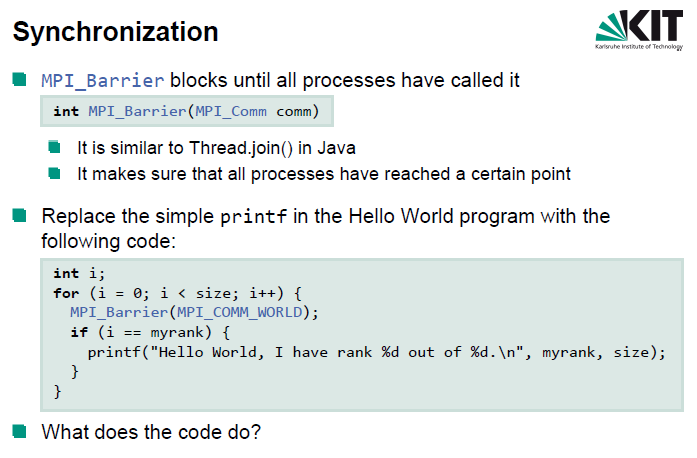 Synchronization
KIT
Karlsruhe Institute of Technology
MPI_Barrier blocks until all processes have called it
int MPI_Barrier(MPI_Comm comm)
It is similar to Thread.join() in Java
It makes sure that all processes have reached a certain point
Replace the simple printf in the Hello World program with the
following code:
int i;
for (i = 0; i < size; i++) {
  MPI_Barrier(MPI_COMM_WORLD);
  if (i == myrank) {
    printf("Hello World, I have rank %d out of %d.\n", myrank, size);
  }
}
What does the code do?